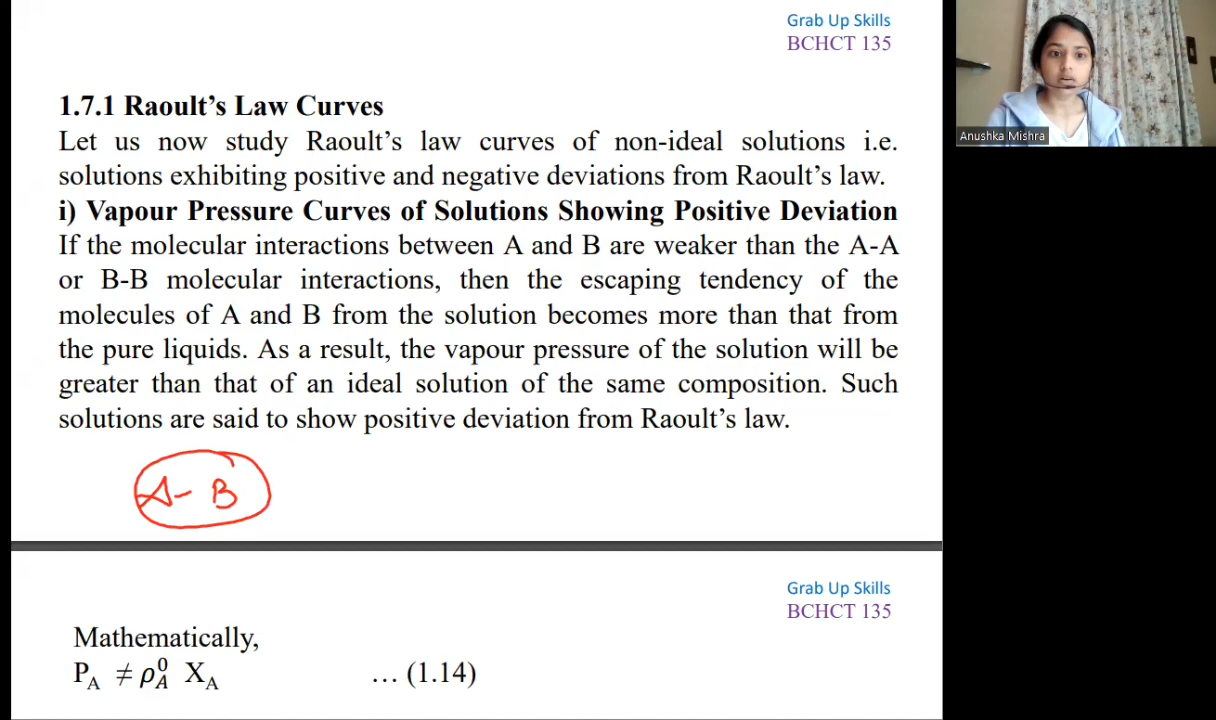 Grab Up Skills
BCHCT 135
1.7.1 Raoult's Law Curves
Let us now study Raoult's law curves of non-ideal solutions i.e.
solutions exhibiting positive and negative deviations from Raoult's law.
i) Vapour Pressure Curves of Solutions Showing Positive Deviation
If the molecular interactions between A and B are weaker than the A-A
or B-B molecular interactions, then the escaping tendency of the
molecules of A and B from the solution becomes more than that from
the pure liquids. As a result, the vapour pressure of the solution will be
greater than that of an ideal solution of the same composition. Such
solutions are said to show positive deviation from Raoult's law.
A- B
Grab Up Skills
BCHCT 135
Mathematically,
P_A ≠ ρ_A^0 X_A ... (1.14)
Anushka Mishra